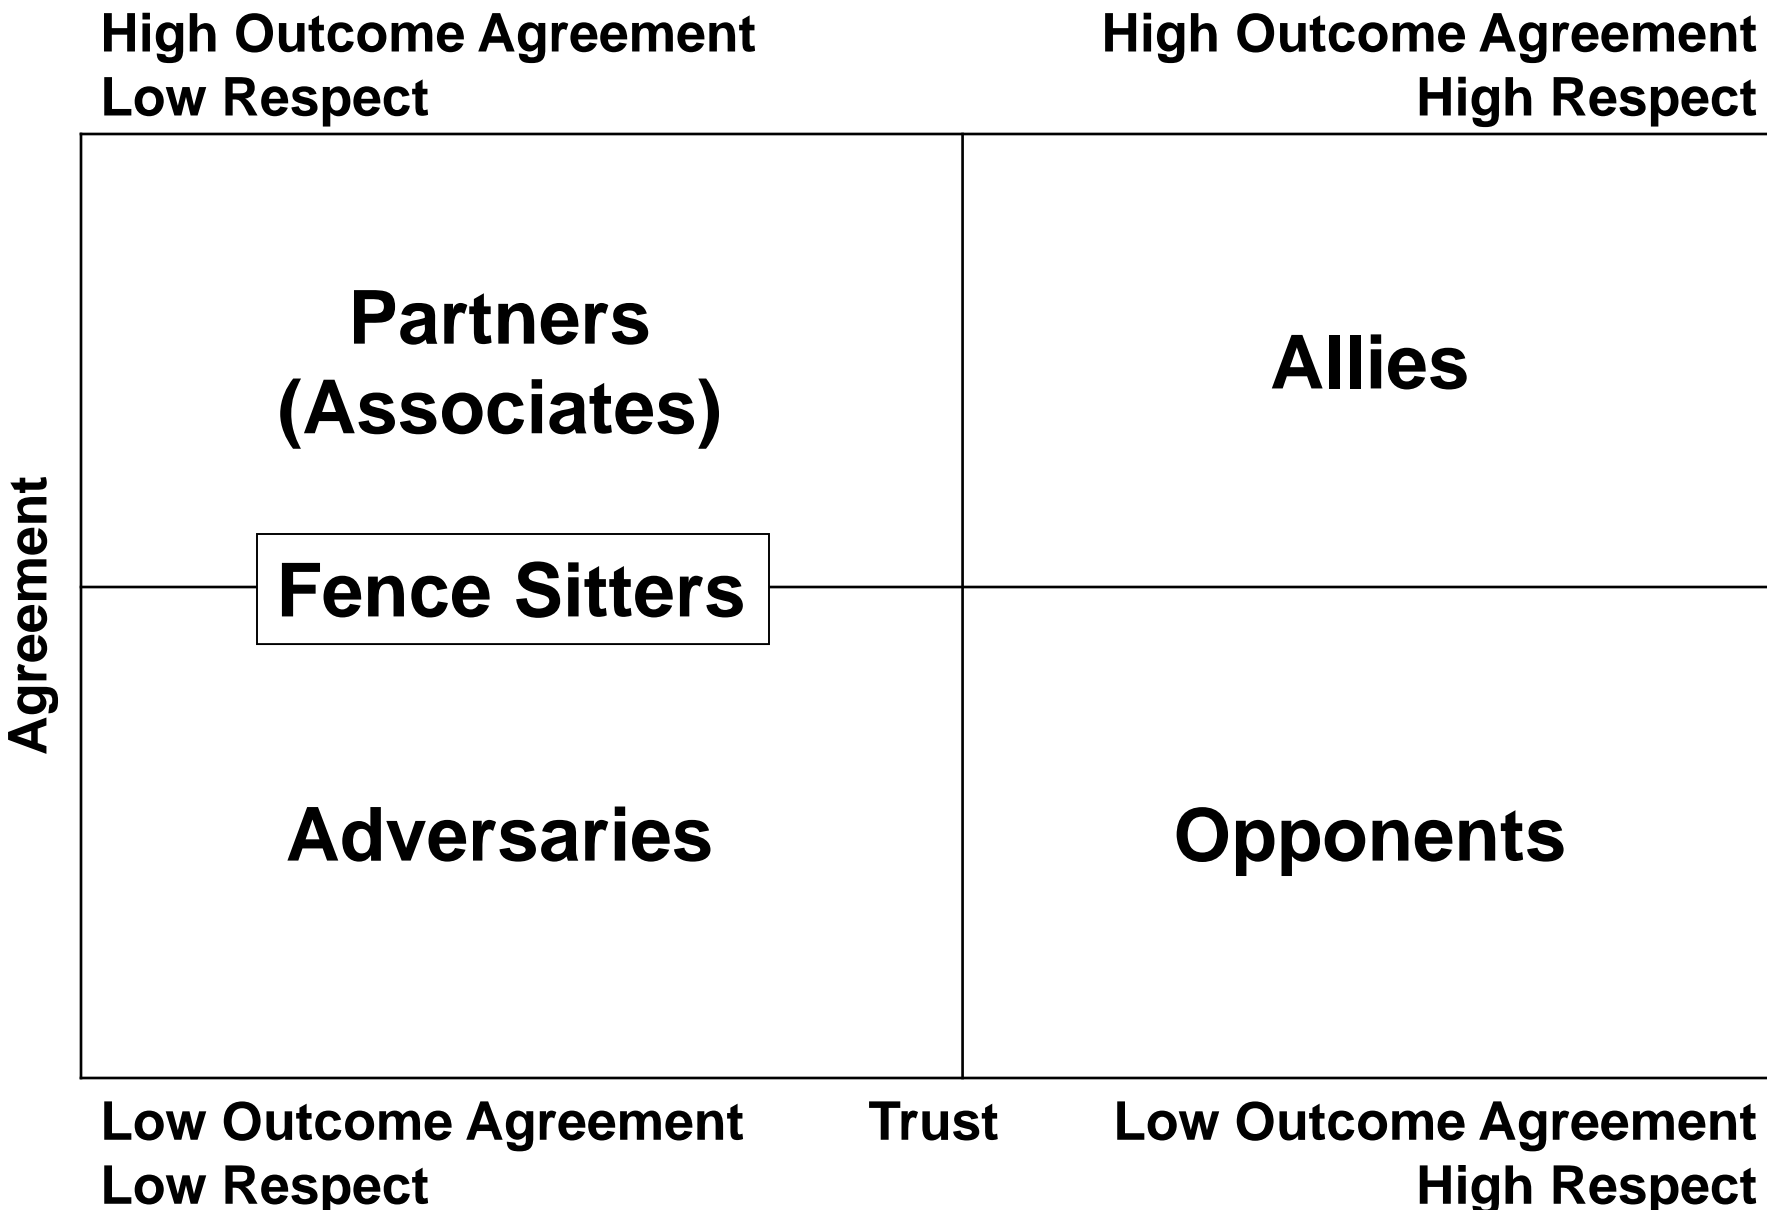 High Outcome Agreement
Low Respect
High Outcome Agreement
High Respect
Partners
(Associates)
Allies
Agreement
Fence Sitters
Adversaries
Opponents
Low Outcome Agreement
Low Respect
Trust
Low Outcome Agreement
High Respect